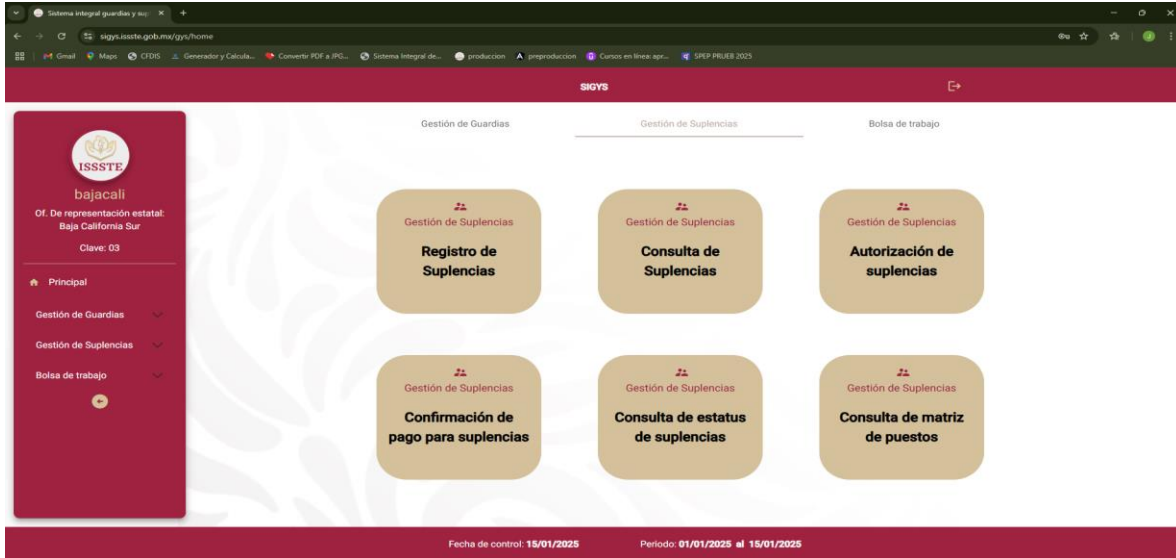 Sistema integral guardias y sup
sigys.issste.gob.mx/gys/home
Gmail Maps CFDIS Generador y Calcula... Convertir PDF a JPG... Sistema Integral de... produccion preproduccion Cursos en línea: apr... SPEP PRUEB 2025
SIGYS
ISSSTE
bajacali
Of. De representación estatal:
Baja California Sur
Clave: 03
Principal
Gestión de Guardias
Gestión de Suplencias
Bolsa de trabajo
Gestión de Guardias Gestión de Suplencias Bolsa de trabajo
Gestión de Suplencias
Registro de
Suplencias
Gestión de Suplencias
Consulta de
Suplencias
Gestión de Suplencias
Autorización de
suplencias
Gestión de Suplencias
Confirmación de
pago para suplencias
Gestión de Suplencias
Consulta de estatus
de suplencias
Gestión de Suplencias
Consulta de matriz
de puestos
Fecha de control: 15/01/2025 Periodo: 01/01/2025 al 15/01/2025